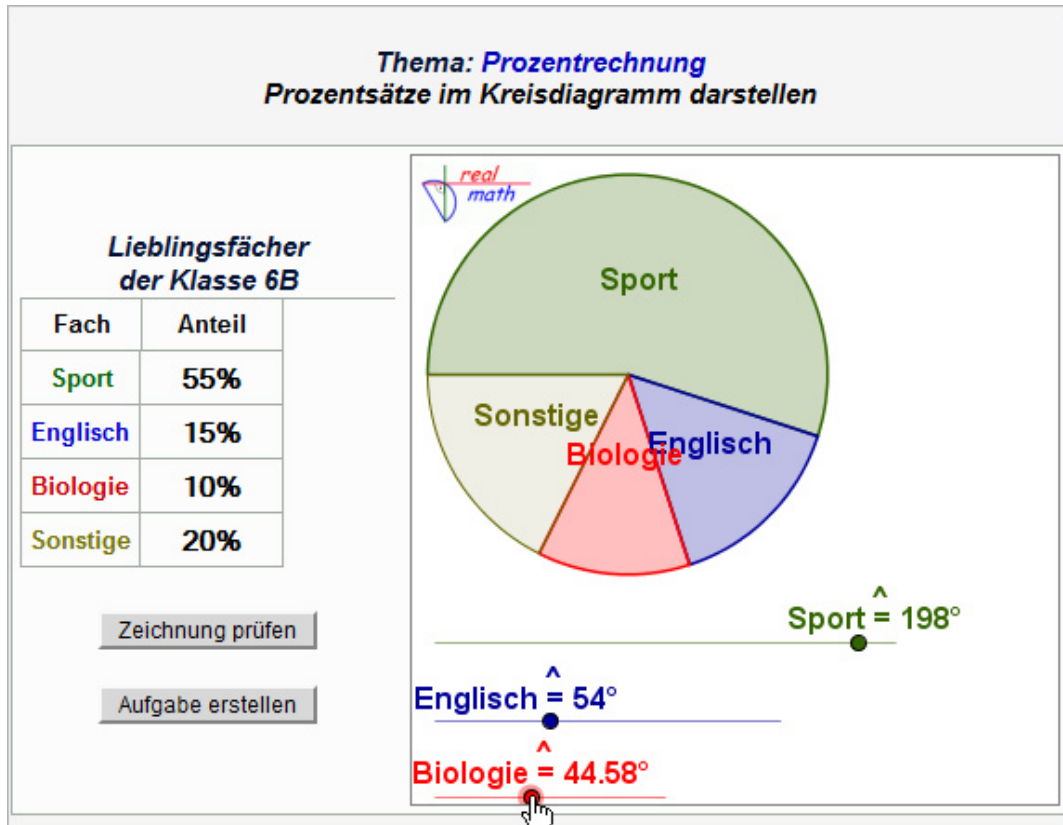 Thema: Prozentrechnung
Prozentsätze im Kreisdiagramm darstellen
real
math
Lieblingsfächer
der Klasse 6B
Fach Anteil
Sport 55%
Englisch 15%
Biologie 10%
Sonstige 20%
Zeichnung prüfen
Aufgabe erstellen
Sport
Sonstige
Englisch
Biologie
^
Sport = 198°
^
Englisch = 54°
^
Biologie = 44.58°